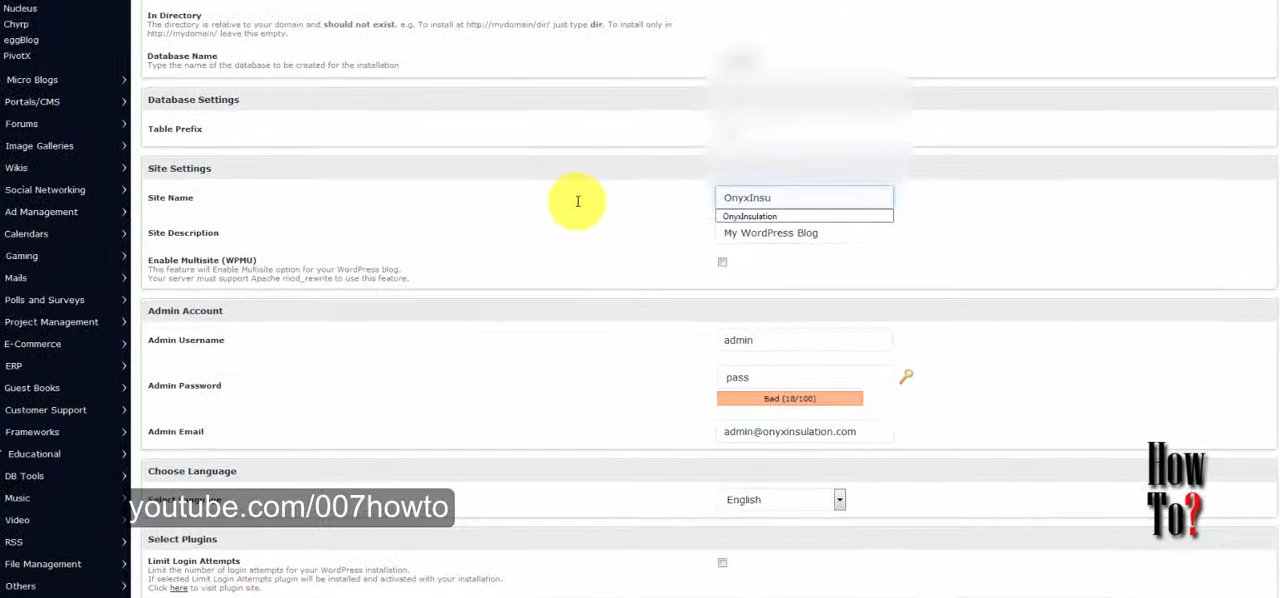 Nucleus
Chyrp
eggBlog
PivotX
Micro Blogs
Portals/CMS
Forums
Image Galleries
Wikis
Social Networking
Ad Management
Calendars
Gaming
Mails
Polls and Surveys
Project Management
E-Commerce
ERP
Guest Books
Customer Support
Frameworks
Educational
DB Tools
Music
Video
RSS
File Management
Others
In Directory
The directory is relative to your domain and should not exist. e.g. To install at http://mydomain/dir/ just type dir. To install only in
http://mydomain/ leave this empty.
Database Name
Type the name of the database to be created for the installation
Database Settings
Table Prefix
Site Settings
Site Name
OnyxInsu
OnyxInsulation
Site Description
My WordPress Blog
Enable Multisite (WPMU)
This feature will Enable Multisite option for your WordPress blog.
Your server must support Apache mod_rewrite to use this feature.
Admin Account
Admin Username
admin
Admin Password
pass
Bad (18/100)
Admin Email
admin@onyxinsulation.com
Choose Language
Select Language
English
youtube.com/007howto
How
To?
Select Plugins
Limit Login Attempts
Limit the number of login attempts for your WordPress installation.
If selected Limit Login Attempts plugin will be installed and activated with your installation.
Click here to visit plugin site.